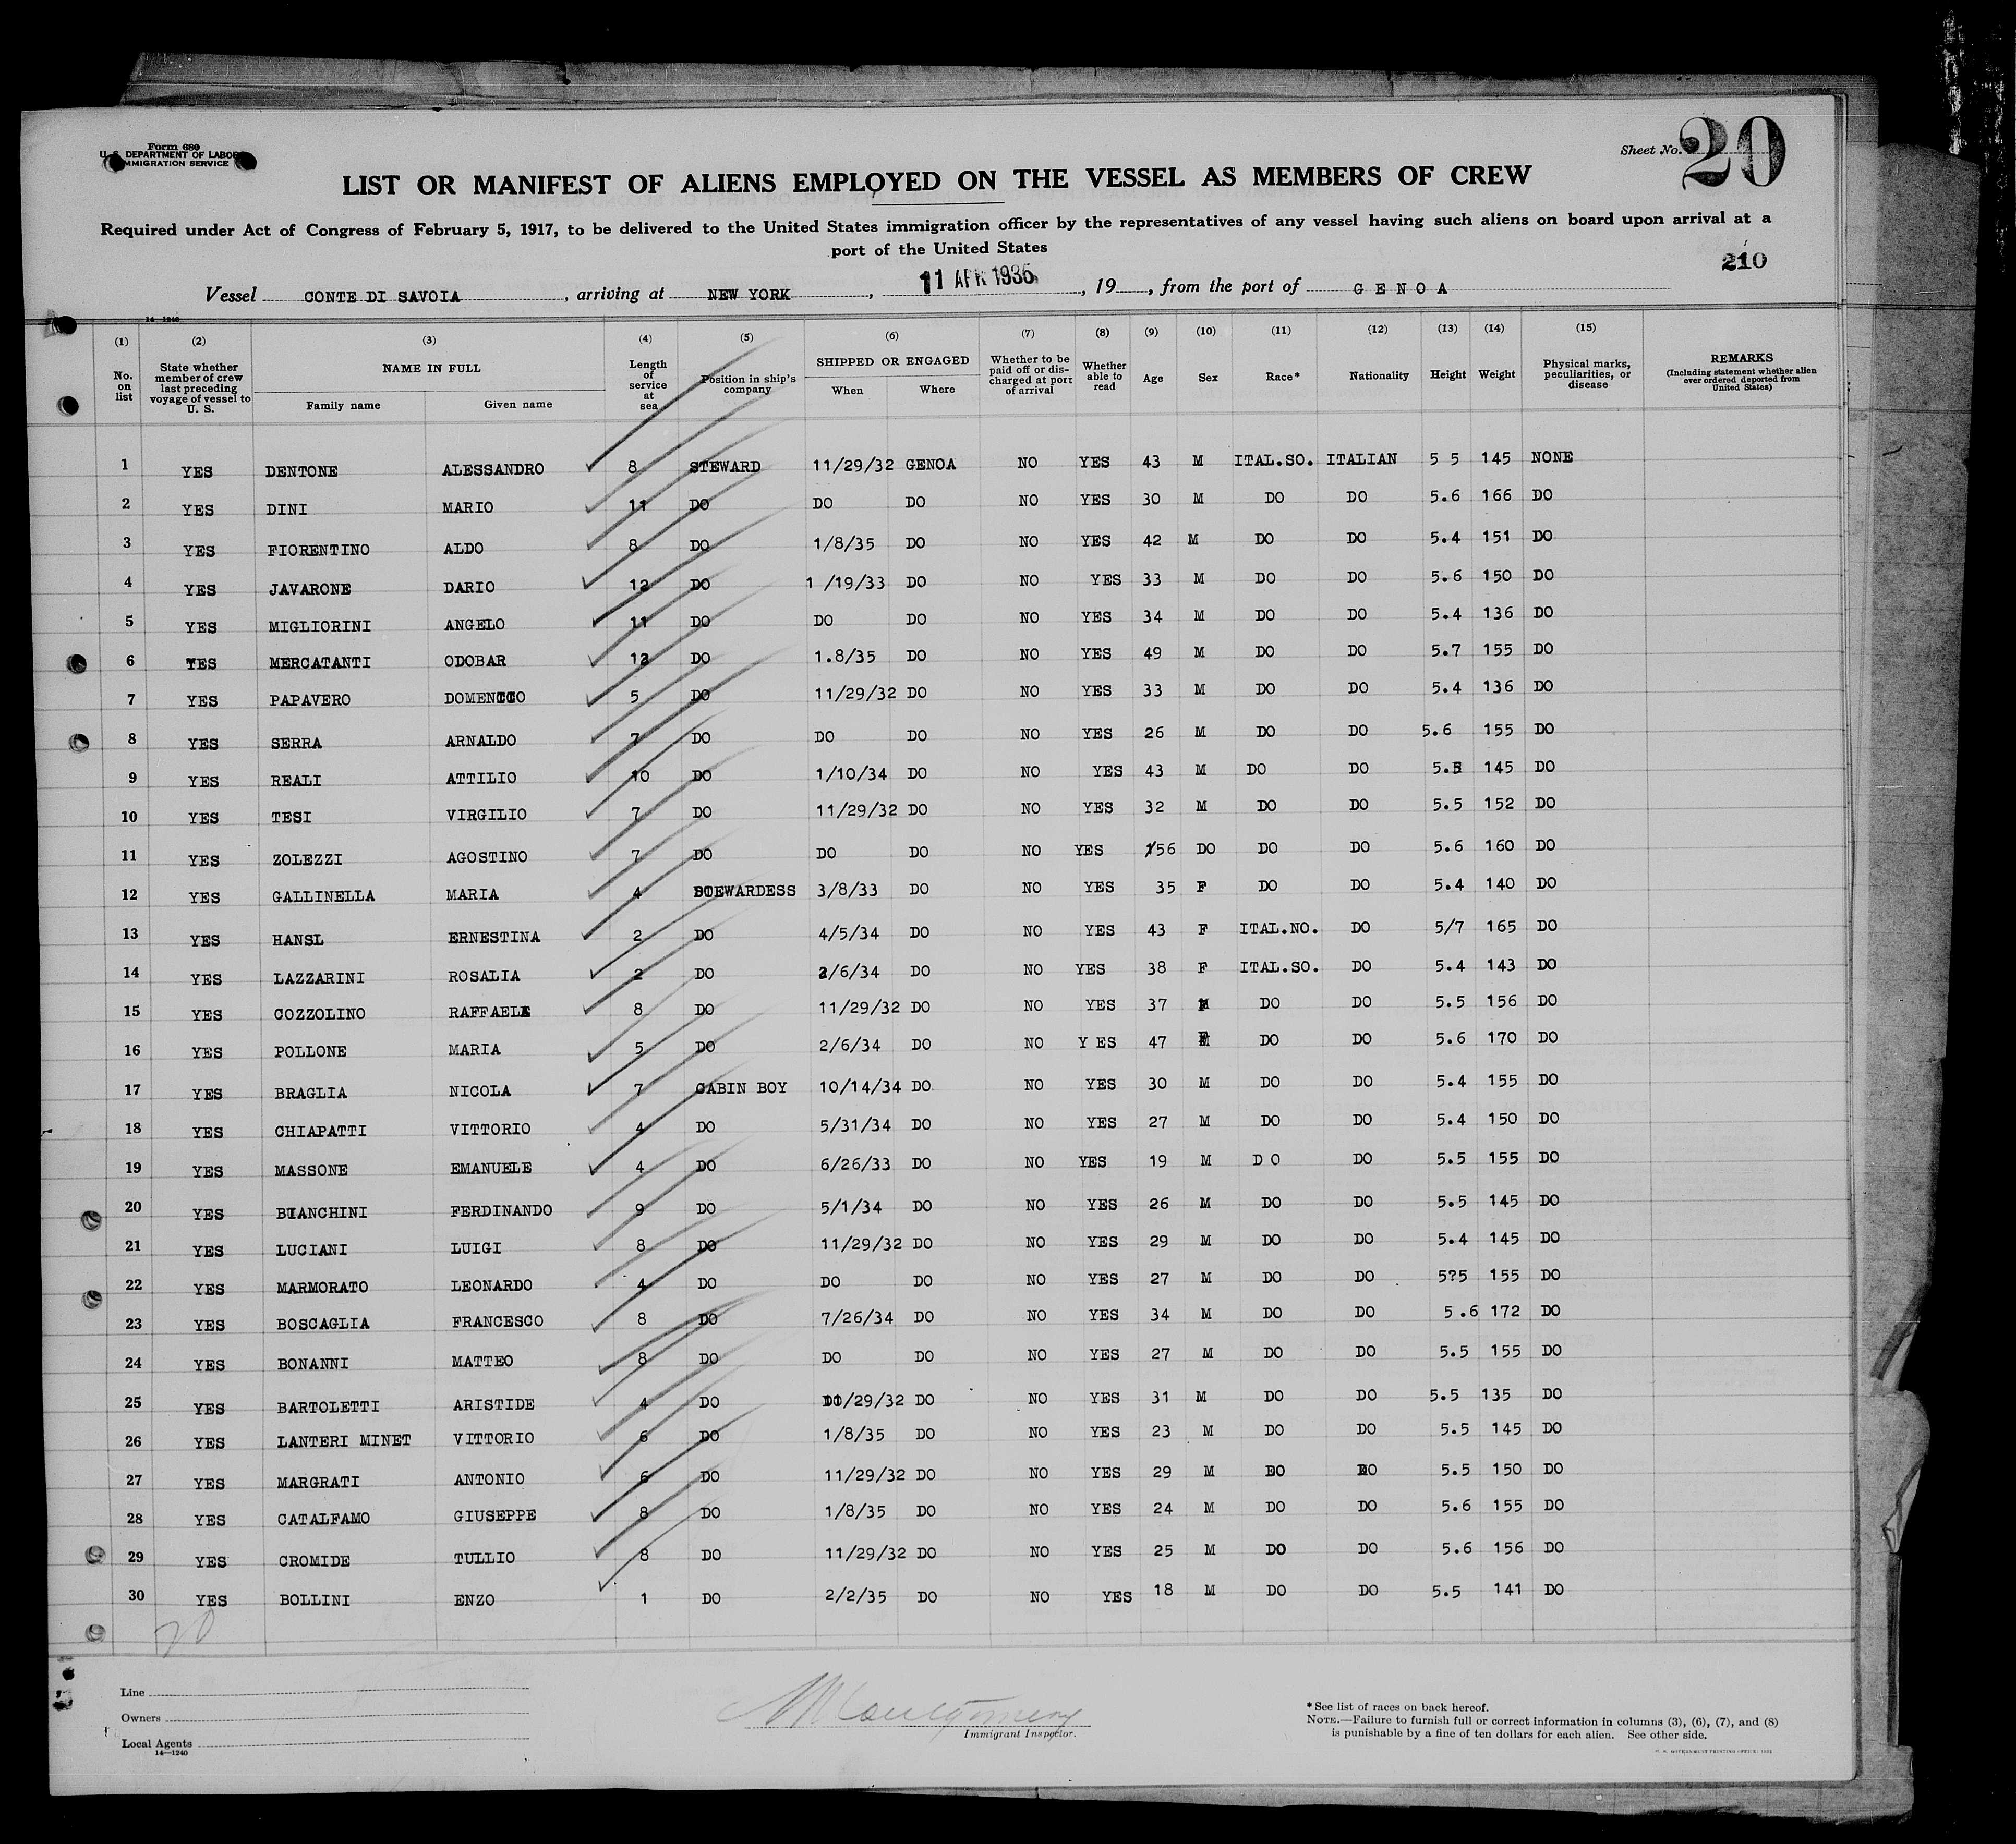 Form 680
U. S. DEPARTMENT OF LABOR
IMMIGRATION SERVICE
Sheet No. 20
LIST OR MANIFEST OF ALIENS EMPLOYED ON THE VESSEL AS MEMBERS OF CREW
Required under Act of Congress of February 5, 1917, to be delivered to the United States immigration officer by the representatives of any vessel having such aliens on board upon arrival at a
port of the United States
210
Vessel CONTE DI SAVOIA, arriving at NEW YORK, 11 APR 1935, 19, from the port of GENOA
14—1240
(1) (2) (3) (4) (5) (6) (7) (8) (9) (10) (11) (12) (13) (14) (15)
No. on list State whether member of crew last preceding voyage of vessel to U. S. NAME IN FULL Family name Given name Length of service at sea Position in ship's company SHIPPED OR ENGAGED When Where Whether to be paid off or discharged at port of arrival Whether able to read Age Sex Race* Nationality Height Weight Physical marks, peculiarities, or disease REMARKS (Including statement whether alien ever ordered deported from United States)
1 YES DENTONE ALESSANDRO 8 STEWARD 11/29/32 GENOA NO YES 43 M ITAL.SO. ITALIAN 5 5 145 NONE
2 YES DINI MARIO 11 DO DO DO NO YES 30 M DO DO 5.6 166 DO
3 YES FIORENTINO ALDO 8 DO 1/8/35 DO NO YES 42 M DO DO 5.4 151 DO
4 YES JAVARONE DARIO 12 DO 1 /19/33 DO NO YES 33 M DO DO 5.6 150 DO
5 YES MIGLIORINI ANGELO 11 DO DO DO NO YES 34 M DO DO 5.4 136 DO
6 YES MERCATANTI ODOBAR DO 1.8/35 DO NO YES 49 M DO DO 5.7 155 DO
7 YES PAPAVERO DOMENICO 5 DO 11/29/32 DO NO YES 33 M DO DO 5.4 136 DO
8 YES SERRA ARNALDO 7 DO DO DO NO YES 26 M DO DO 5.6 155 DO
9 YES REALI ATTILIO 10 DO 1/10/34 DO NO YES 43 M DO DO 5.5 145 DO
10 YES TESI VIRGILIO 7 DO 11/29/32 DO NO YES 32 M DO DO 5.5 152 DO
11 YES ZOLEZZI AGOSTINO 7 DO DO DO NO YES 56 DO DO DO 5.6 160 DO
12 YES GALLINELLA MARIA 4 STEWARDESS 3/8/33 DO NO YES 35 F DO DO 5.4 140 DO
13 YES HANSL ERNESTINA 2 DO 4/5/34 DO NO YES 43 F ITAL.NO. DO 5/7 165 DO
14 YES LAZZARINI ROSALIA 2 DO 2/6/34 DO NO YES 38 F ITAL.SO. DO 5.4 143 DO
15 YES COZZOLINO 8 DO 11/29/32 DO NO YES 37 DO DO 5.5 156 DO
16 YES POLLONE MARIA 5 DO 2/6/34 DO NO Y ES 47 F DO DO 5.6 170 DO
17 YES BRAGLIA NICOLA 7 CABIN BOY 10/14/34 DO NO YES 30 M DO DO 5.4 155 DO
18 YES CHIAPATTI VITTORIO 4 DO 5/31/34 DO NO YES 27 M DO DO 5.4 150 DO
19 YES MASSONE EMANUELE 4 DO 6/26/33 DO NO YES 19 M D O DO 5.5 155 DO
20 YES BIANCHINI FERDINANDO 9 DO 5/1/34 DO NO YES 26 M DO DO 5.5 145 DO
21 YES LUCIANI LUIGI 8 DO 11/29/32 DO NO YES 29 M DO DO 5.4 145 DO
22 YES MARMORATO LEONARDO 4 DO DO DO NO YES 27 M DO DO 5?5 155 DO
23 YES BOSCAGLIA FRANCESCO 8 DO 7/26/34 DO NO YES 34 M DO DO 5 .6 172 DO
24 YES BONANNI MATTEO 8 DO DO DO NO YES 27 M DO DO 5.5 155 DO
25 YES BARTOLETTI ARISTIDE 4 DO 11/29/32 DO NO YES 31 M DO DO 5.5 135 DO
26 YES LANTERI MINET VITTORIO 6 DO 1/8/35 DO NO YES 23 M DO DO 5.5 145 DO
27 YES MARGRATI ANTONIO 6 DO 11/29/32 DO NO YES 29 M DO DO 5.5 150 DO
28 YES CATALFAMO GIUSEPPE 8 DO 1/8/35 DO NO YES 24 M DO DO 5.6 155 DO
29 YES CROMIDE TULLIO 8 DO 11/29/32 DO NO YES 25 M DO DO 5.6 156 DO
30 YES BOLLINI ENZO 1 DO 2/2/35 DO NO YES 18 M DO DO 5.5 141 DO
Line
Owners
Local Agents
14—1240
Montgomery
Immigrant Inspector.
* See list of races on back hereof.
NOTE.—Failure to furnish full or correct information in columns (3), (6), (7), and (8)
is punishable by a fine of ten dollars for each alien. See other side.